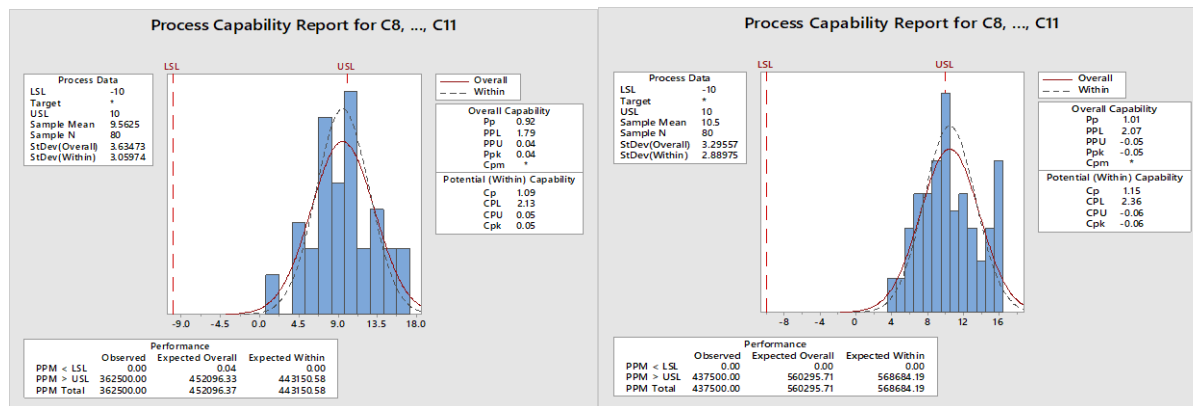 Process Capability Report for C8, ..., C11
LSL USL
Process Data
LSL -10
Target *
USL 10
Sample Mean 9.5625
Sample N 80
StDev(Overall) 3.63473
StDev(Within) 3.05974
Overall
Within
Overall Capability
Pp 0.92
PPL 1.79
PPU 0.04
Ppk 0.04
Cpm *
Potential (Within) Capability
Cp 1.09
CPL 2.13
CPU 0.05
Cpk 0.05
-9.0 -4.5 0.0 4.5 9.0 13.5 18.0
Performance
Observed Expected Overall Expected Within
PPM < LSL 0.00 0.04 0.00
PPM > USL 362500.00 452096.33 443150.58
PPM Total 362500.00 452096.37 443150.58
Process Capability Report for C8, ..., C11
LSL USL
Process Data
LSL -10
Target *
USL 10
Sample Mean 10.5
Sample N 80
StDev(Overall) 3.29557
StDev(Within) 2.88975
Overall
Within
Overall Capability
Pp 1.01
PPL 2.07
PPU -0.05
Ppk -0.05
Cpm *
Potential (Within) Capability
Cp 1.15
CPL 2.36
CPU -0.06
Cpk -0.06
-8 -4 0 4 8 12 16
Performance
Observed Expected Overall Expected Within
PPM < LSL 0.00 0.00 0.00
PPM > USL 437500.00 560295.71 568684.19
PPM Total 437500.00 560295.71 568684.19